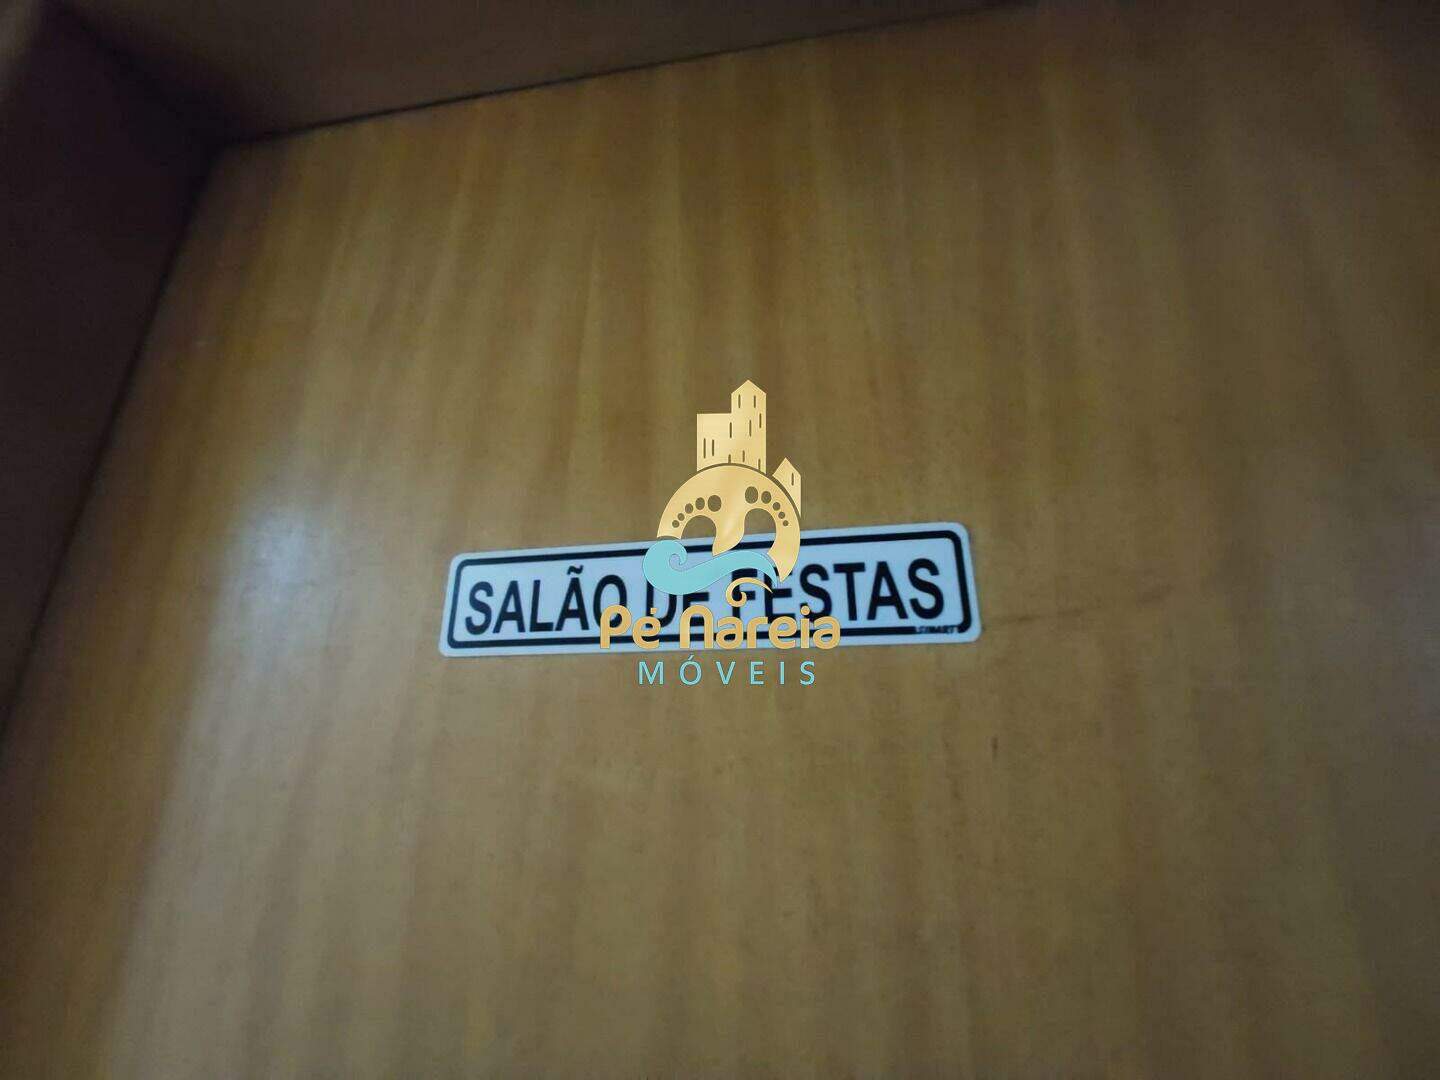 SALÃO DE FESTAS
Pé Nareia
MÓVEIS